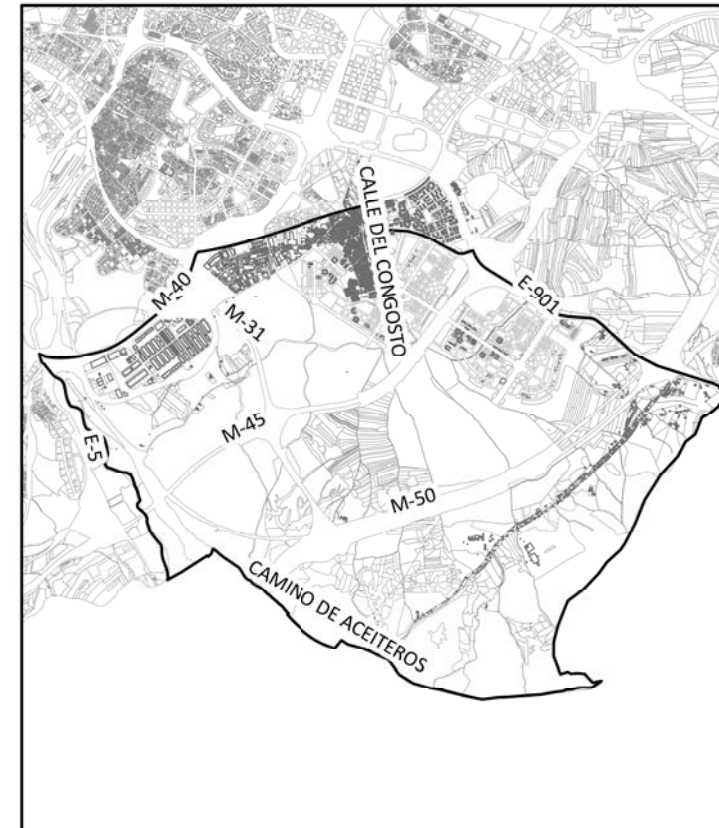 CALLE DEL CONGOSTO
M-40
E-901
M-31
M-45
E-5
M-50
CAMINO DE ACEITEROS